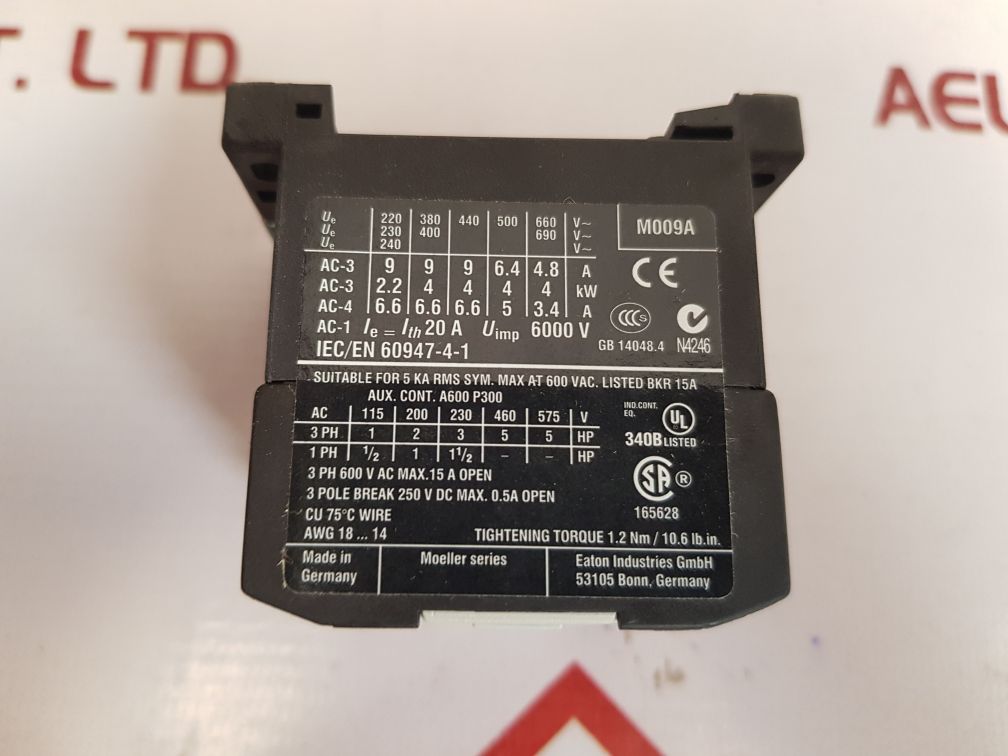 T. LTD
AEL
Ue 220 380 440 500 660 V~
Ue 230 400 690 V~
Ue 240 V~
M009A
AC-3 9 9 9 6.4 4.8 A
AC-3 2.2 4 4 4 4 kW
AC-4 6.6 6.6 6.6 5 3.4 A
AC-1 Ie = Ith 20 A Uimp 6000 V
IEC/EN 60947-4-1
CE
CCC S
GB 14048.4 N4246
SUITABLE FOR 5 KA RMS SYM. MAX AT 600 VAC. LISTED BKR 15A
AUX. CONT. A600 P300
AC 115 200 230 460 575 V
3 PH 1 2 3 5 5 HP
1 PH 1/2 1 1 1/2 – – HP
IND.CONT.
EQ.
UL
340B LISTED
3 PH 600 V AC MAX.15 A OPEN
3 POLE BREAK 250 V DC MAX. 0.5A OPEN
SA ®
165628
CU 75°C WIRE
AWG 18 ... 14 TIGHTENING TORQUE 1.2 Nm / 10.6 lb.in.
Made in
Germany
Moeller series
Eaton Industries GmbH
53105 Bonn, Germany